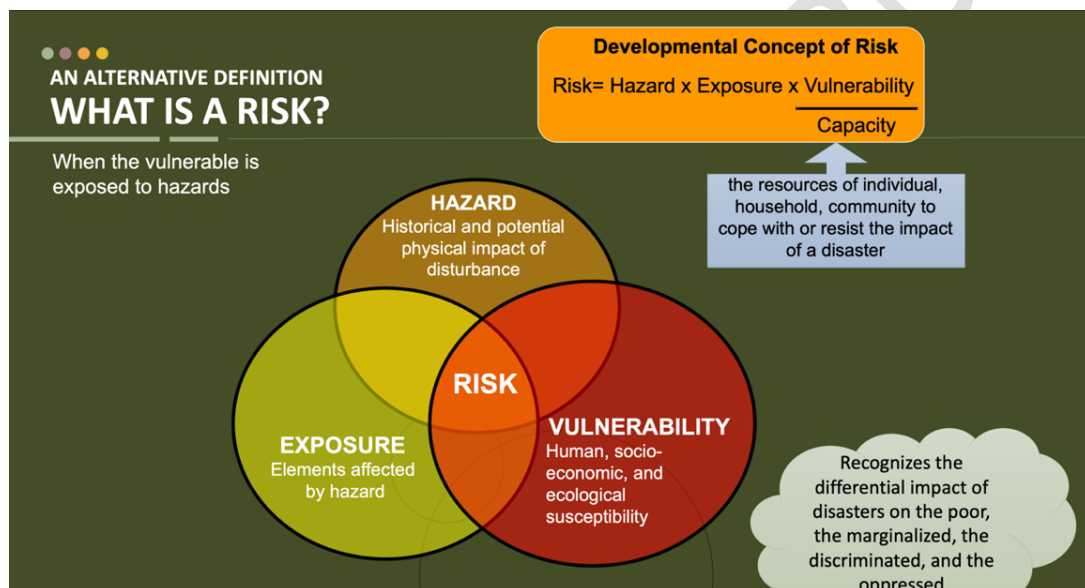 AN ALTERNATIVE DEFINITION
WHAT IS A RISK?
When the vulnerable is
exposed to hazards
Developmental Concept of Risk
Risk= Hazard x Exposure x Vulnerability
Capacity
the resources of individual,
household, community to
cope with or resist the impact
of a disaster
HAZARD
Historical and potential
physical impact of
disturbance
RISK
EXPOSURE
Elements affected
by hazard
VULNERABILITY
Human, socio-
economic, and
ecological
susceptibility
Recognizes the
differential impact of
disasters on the poor,
the marginalized, the
discriminated, and the
oppressed